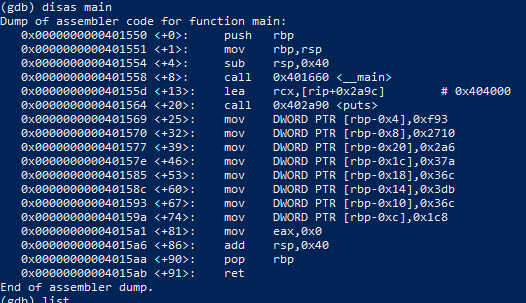 (gdb) disas main
Dump of assembler code for function main:
   0x0000000000401550 <+0>:     push   rbp
   0x0000000000401551 <+1>:     mov    rbp,rsp
   0x0000000000401554 <+4>:     sub    rsp,0x40
   0x0000000000401558 <+8>:     call   0x401660 <__main>
   0x000000000040155d <+13>:    lea    rcx,[rip+0x2a9c]        # 0x404000
   0x0000000000401564 <+20>:    call   0x402a90 <puts>
   0x0000000000401569 <+25>:    mov    DWORD PTR [rbp-0x4],0xf93
   0x0000000000401570 <+32>:    mov    DWORD PTR [rbp-0x8],0x2710
   0x0000000000401577 <+39>:    mov    DWORD PTR [rbp-0x20],0x2a6
   0x000000000040157e <+46>:    mov    DWORD PTR [rbp-0x1c],0x37a
   0x0000000000401585 <+53>:    mov    DWORD PTR [rbp-0x18],0x36c
   0x000000000040158c <+60>:    mov    DWORD PTR [rbp-0x14],0x3db
   0x0000000000401593 <+67>:    mov    DWORD PTR [rbp-0x10],0x36c
   0x000000000040159a <+74>:    mov    DWORD PTR [rbp-0xc],0x1c8
   0x00000000004015a1 <+81>:    mov    eax,0x0
   0x00000000004015a6 <+86>:    add    rsp,0x40
   0x00000000004015aa <+90>:    pop    rbp
   0x00000000004015ab <+91>:    ret
End of assembler dump.
(gdb) list